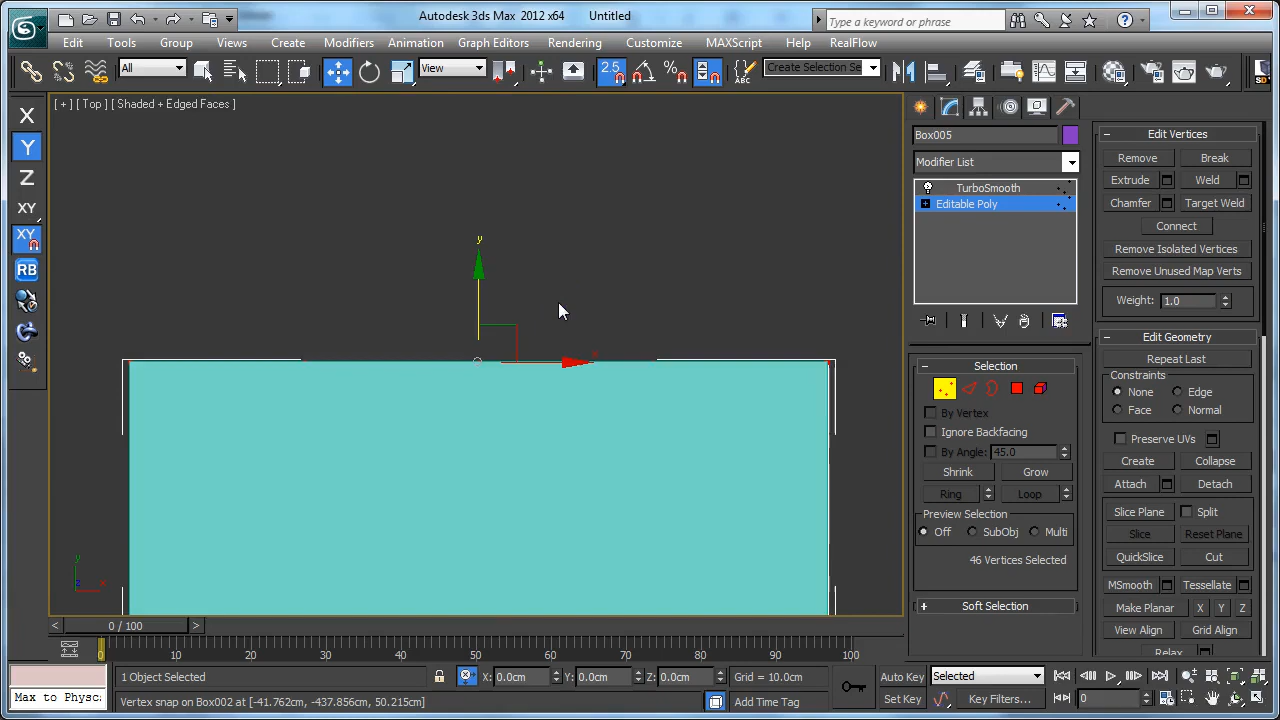 Autodesk 3ds Max 2012 x64 Untitled
Type a keyword or phrase
Edit Tools Group Views Create Modifiers Animation Graph Editors Rendering Customize MAXScript Help RealFlow
All
View
2.5
Create Selection Se
X
Y
Z
XY
XY
RB
[ + ] [ Top ] [ Shaded + Edged Faces ]
y
x
y
z
x
Box005
Modifier List
TurboSmooth
Editable Poly
Selection
By Vertex
Ignore Backfacing
By Angle: 45.0
Shrink Grow
Ring Loop
Preview Selection
Off SubObj Multi
46 Vertices Selected
Soft Selection
Edit Vertices
Remove Break
Extrude Weld
Chamfer Target Weld
Connect
Remove Isolated Vertices
Remove Unused Map Verts
Weight: 1.0
Edit Geometry
Repeat Last
Constraints
None Edge
Face Normal
Preserve UVs
Create Collapse
Attach Detach
Slice Plane Split
Slice Reset Plane
QuickSlice Cut
MSmooth Tessellate
Make Planar X Y Z
View Align Grid Align
Relax
< 0 / 100 >
0 10 20 30 40 50 60 70 80 90 100
1 Object Selected X: 0.0cm Y: 0.0cm Z: 0.0cm Grid = 10.0cm Auto Key Selected
Max to Physc: Vertex snap on Box002 at [-41.762cm, -437.856cm, 50.215cm] Add Time Tag Set Key Key Filters... 0